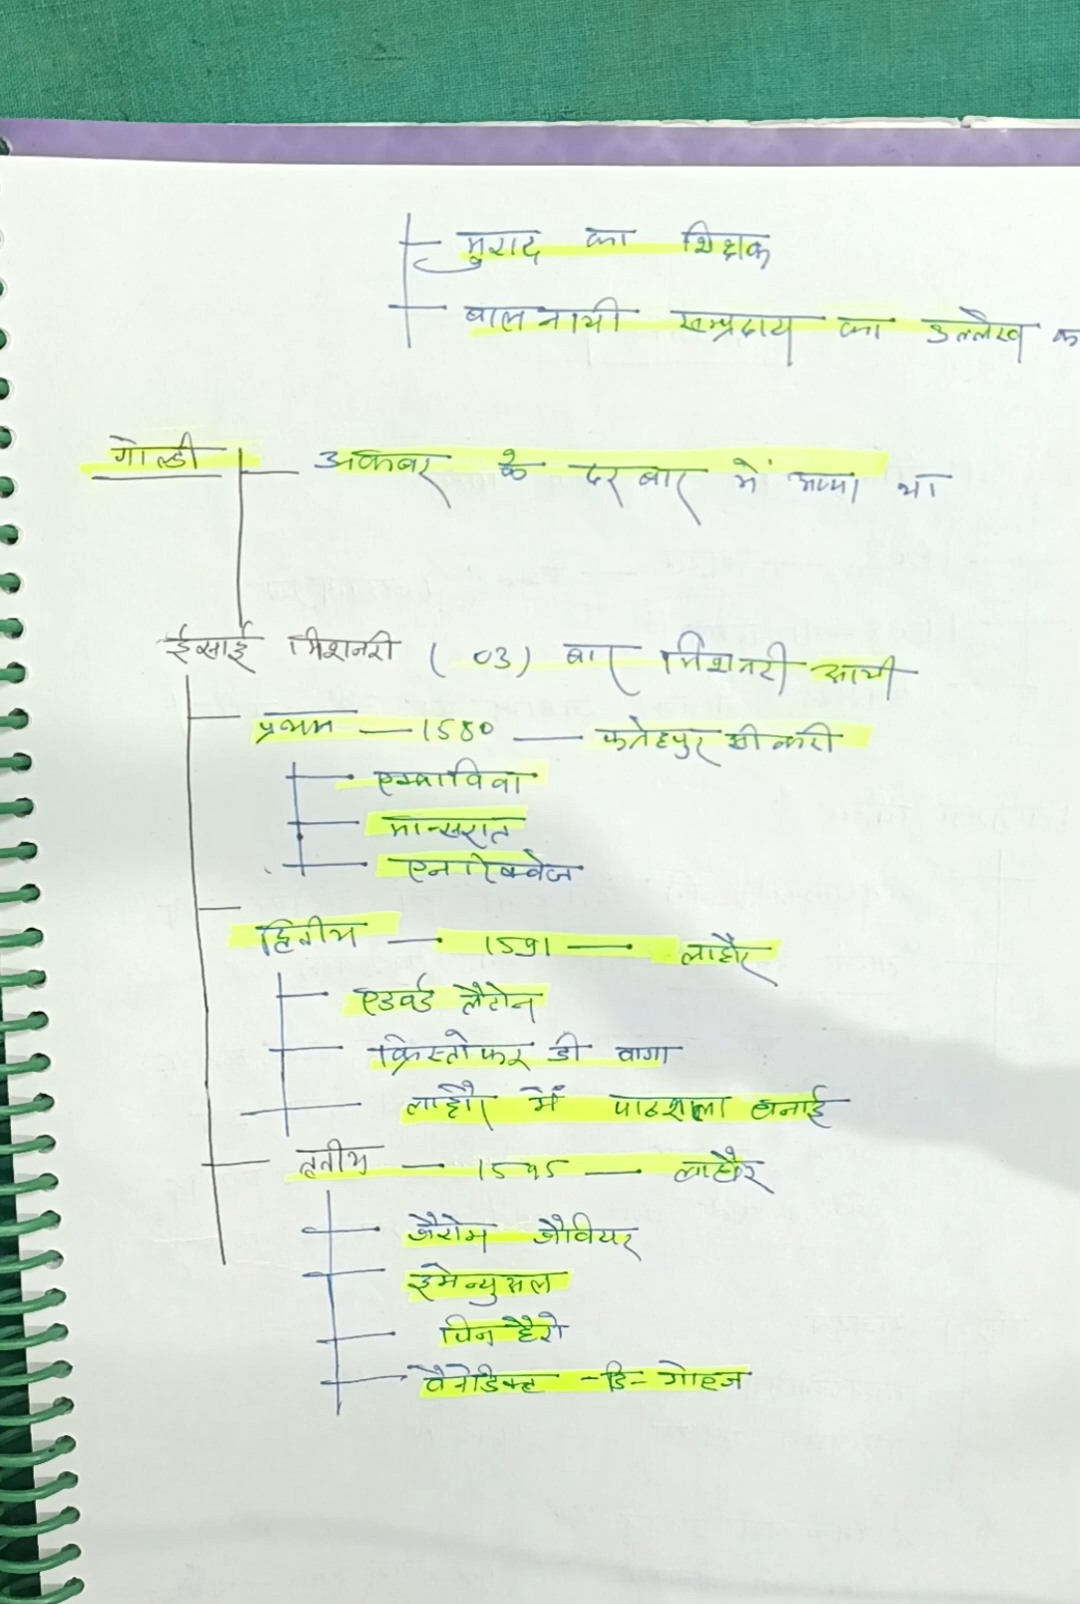 मुराद का शिक्षक
बालनाथी सम्प्रदाय का उल्लेख क
गोल्डी अकबर के दरबार में आया था
ईसाई मिशनरी ( 03 ) बार मिशनरी आयी
प्रथम — 1580 — फतेहपुर सीकरी
एक्वाविवा
मान्सरात
एनरिक्वेज
द्वितीय — 1591 — लाहौर
एडवर्ड लैटोन
क्रिस्तोफर डी वागा
लाहौर में पाठशाला बनाई
तृतीय — 1595 — लाहौर
जैरोम जैवियर
इमेन्युअल
पिन हैरो
वैनेडिक्ट - डि - गोहज